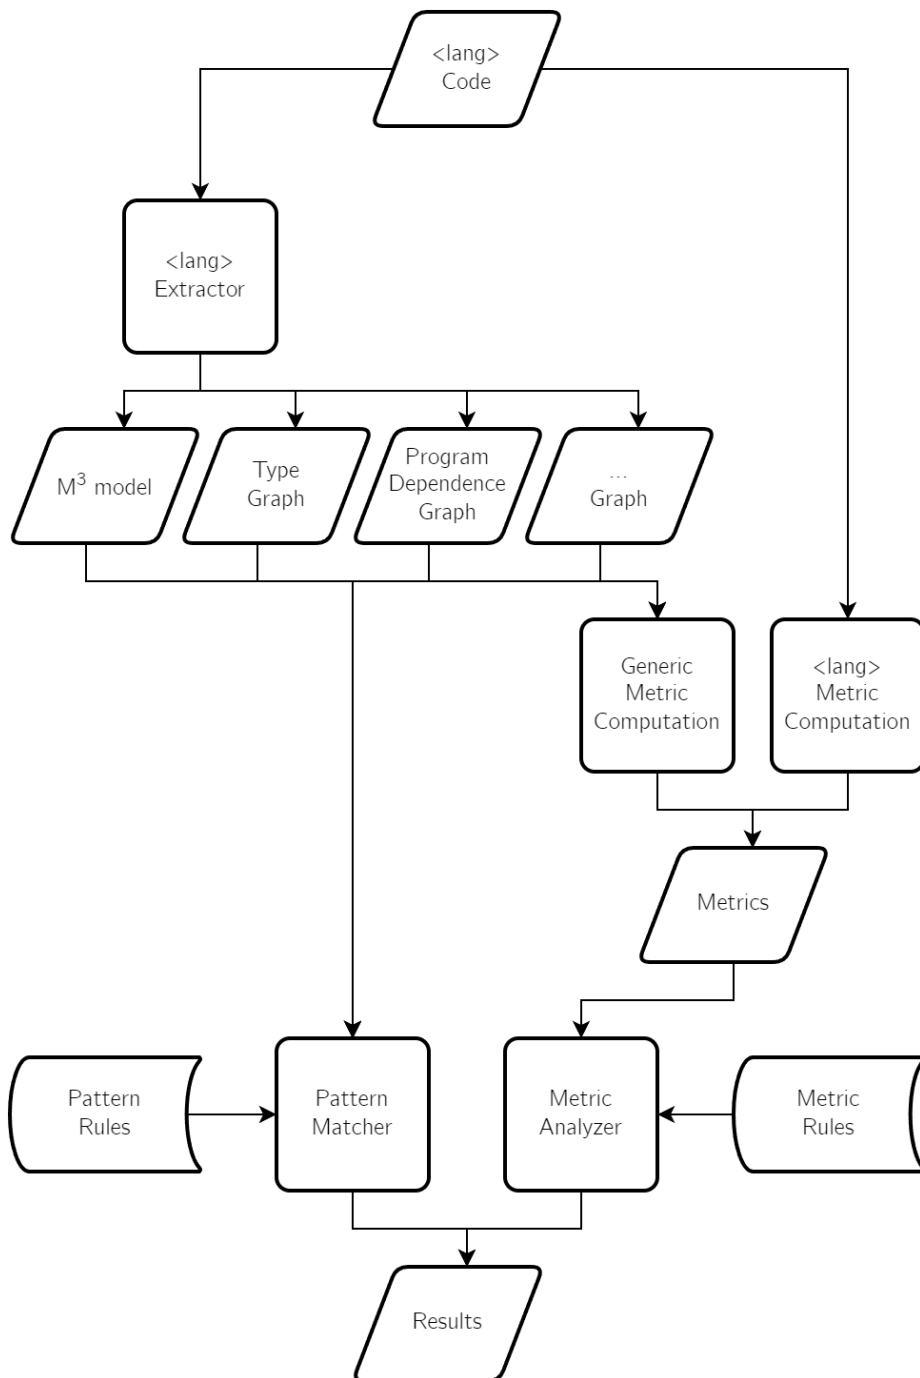 <lang>
Code
<lang>
Extractor
M³ model
Type
Graph
Program
Dependence
Graph
...
Graph
Generic
Metric
Computation
<lang>
Metric
Computation
Metrics
Pattern
Rules
Pattern
Matcher
Metric
Analyzer
Metric
Rules
Results